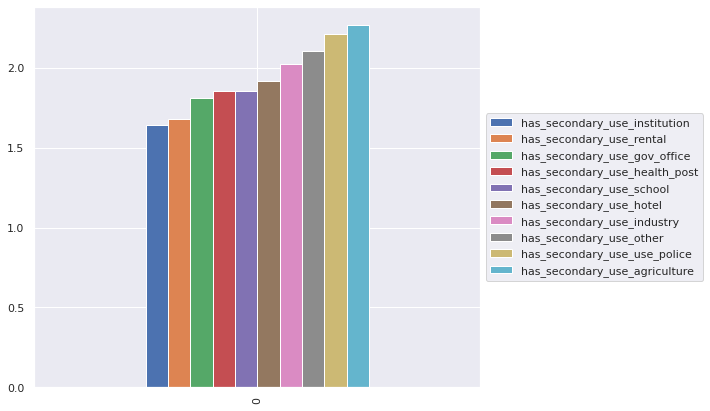 2.0
1.5
1.0
0.5
0.0
0
has_secondary_use_institution
has_secondary_use_rental
has_secondary_use_gov_office
has_secondary_use_health_post
has_secondary_use_school
has_secondary_use_hotel
has_secondary_use_industry
has_secondary_use_other
has_secondary_use_use_police
has_secondary_use_agriculture